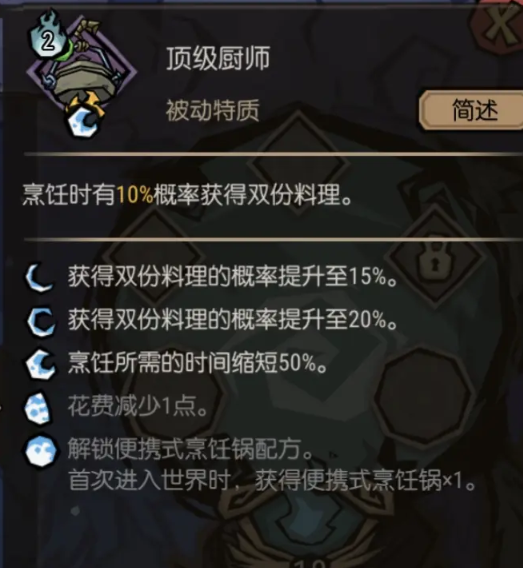 2
顶级厨师
被动特质
简述
烹饪时有10%概率获得双份料理。
获得双份料理的概率提升至15%。
获得双份料理的概率提升至20%。
烹饪所需的时间缩短50%。
花费减少1点。
解锁便携式烹饪锅配方。
首次进入世界时，获得便携式烹饪锅×1。
10